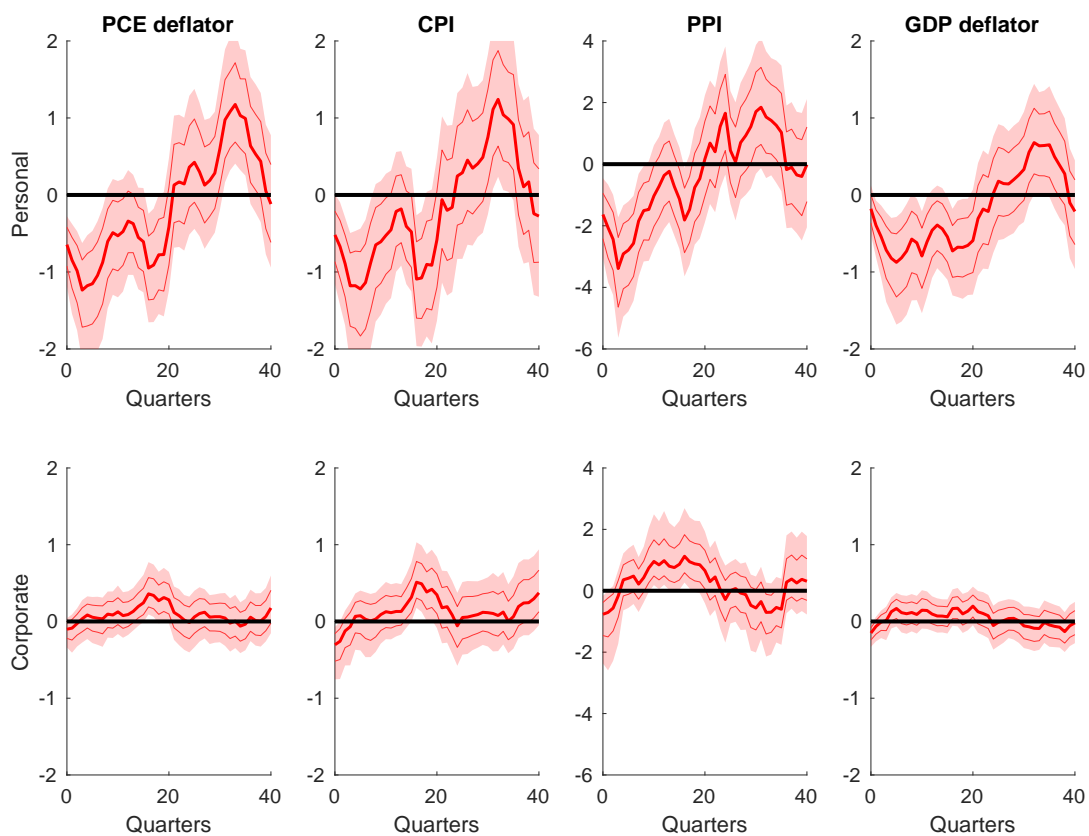 PCE deflator CPI PPI GDP deflator
2 2 4 2
1 1 2 1
0 0 0 0
-1 -1 -2 -1
-4
-2 -2 -6 -2
Personal
0 20 40 0 20 40 0 20 40 0 20 40
Quarters Quarters Quarters Quarters
2 2 4 2
1 1 2 1
0 0 0 0
-1 -1 -2 -1
-4
-2 -2 -6 -2
Corporate
0 20 40 0 20 40 0 20 40 0 20 40
Quarters Quarters Quarters Quarters